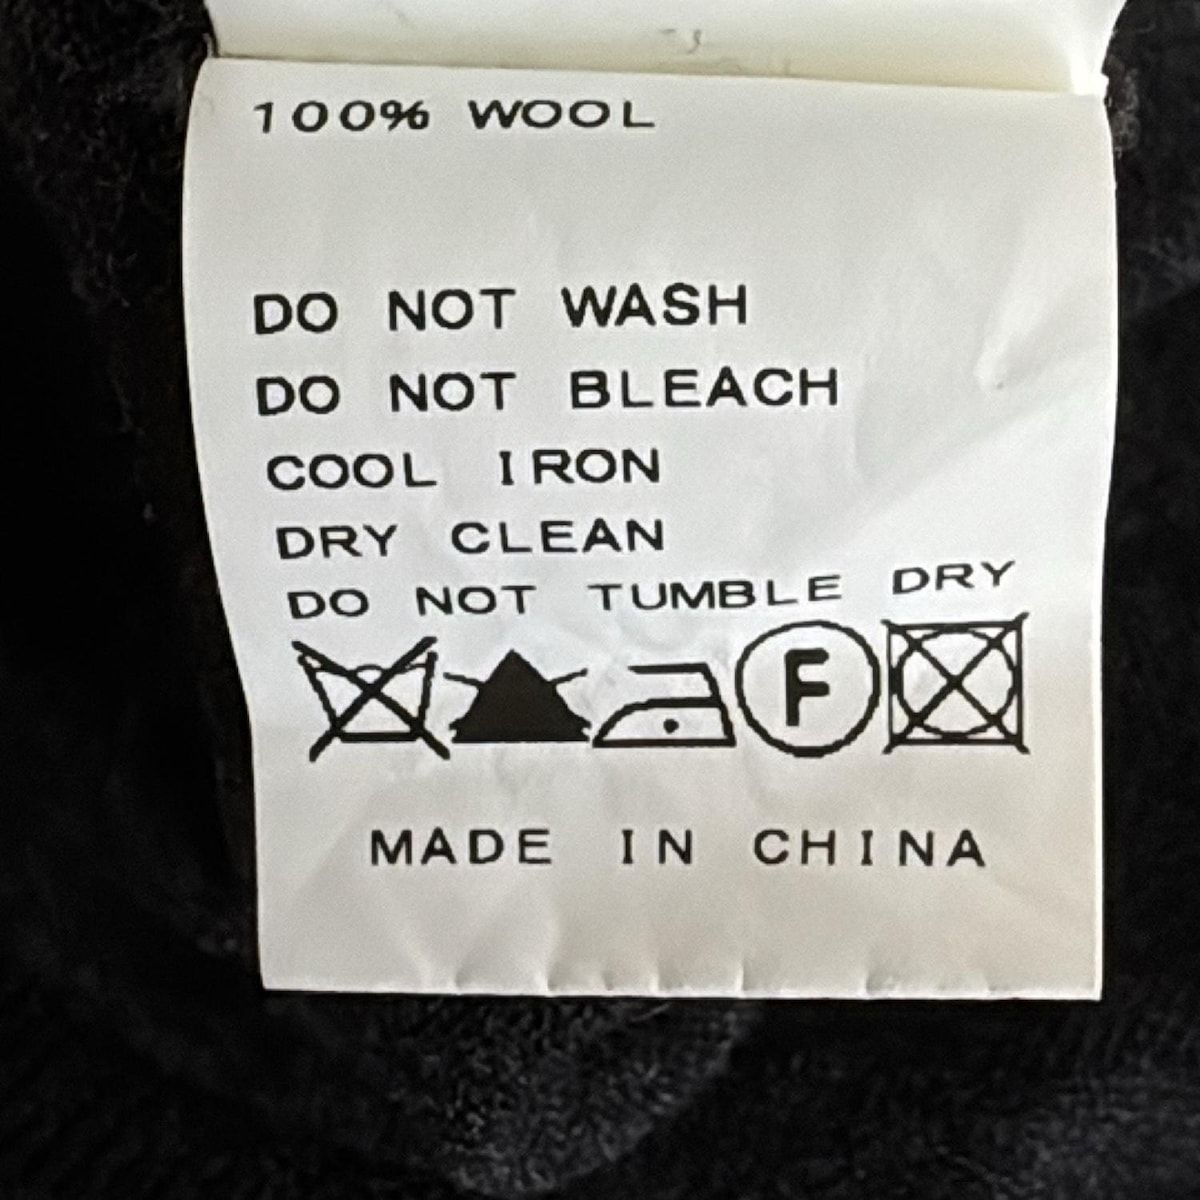 100% WOOL
DO NOT WASH
DO NOT BLEACH
COOL IRON
DRY CLEAN
DO NOT TUMBLE DRY
F
MADE IN CHINA